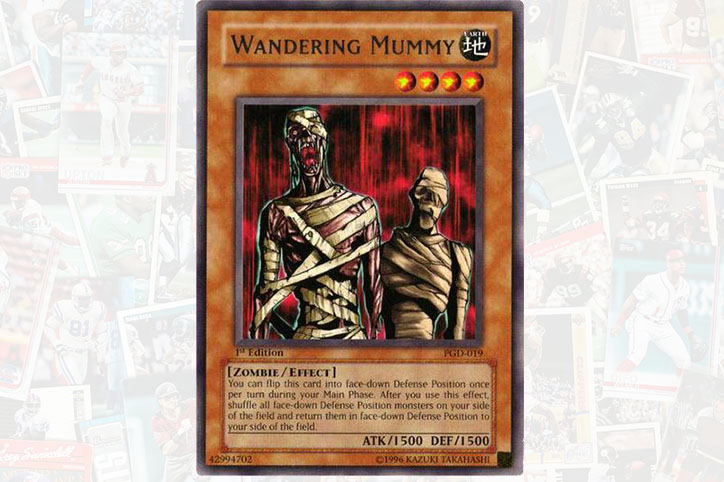 WANDERING MUMMY
EARTH
地
1st Edition
PGD-019
[ZOMBIE/EFFECT]
You can flip this card into face-down Defense Position once
per turn during your Main Phase. After you use this effect,
shuffle all face-down Defense Position monsters on your side
of the field and return them in face-down Defense Position to
your side of the field.
ATK/1500 DEF/1500
42994702
©1996 KAZUKI TAKAHASHI
UPTON
81